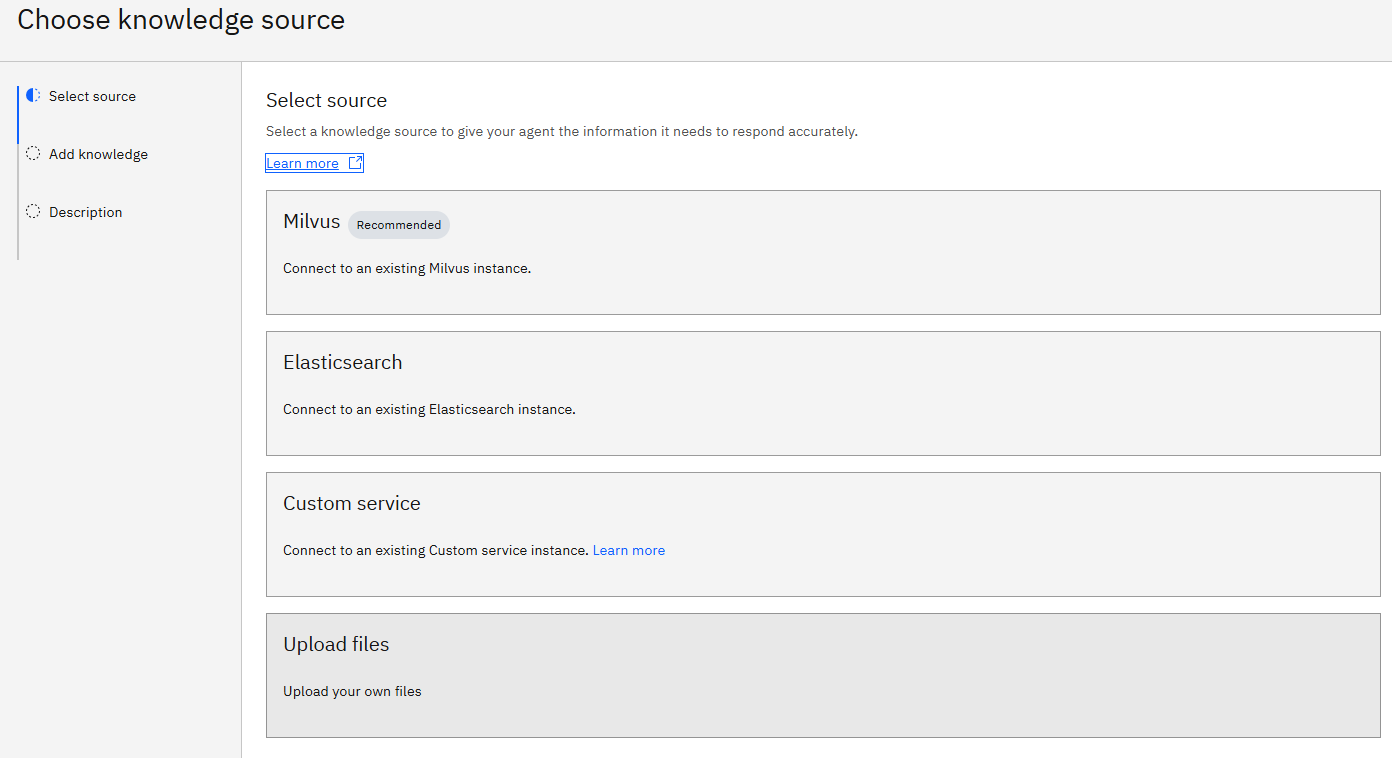 Choose knowledge source
Select source
Add knowledge
Description
Select source
Select a knowledge source to give your agent the information it needs to respond accurately.
Learn more
Milvus Recommended
Connect to an existing Milvus instance.
Elasticsearch
Connect to an existing Elasticsearch instance.
Custom service
Connect to an existing Custom service instance. Learn more
Upload files
Upload your own files